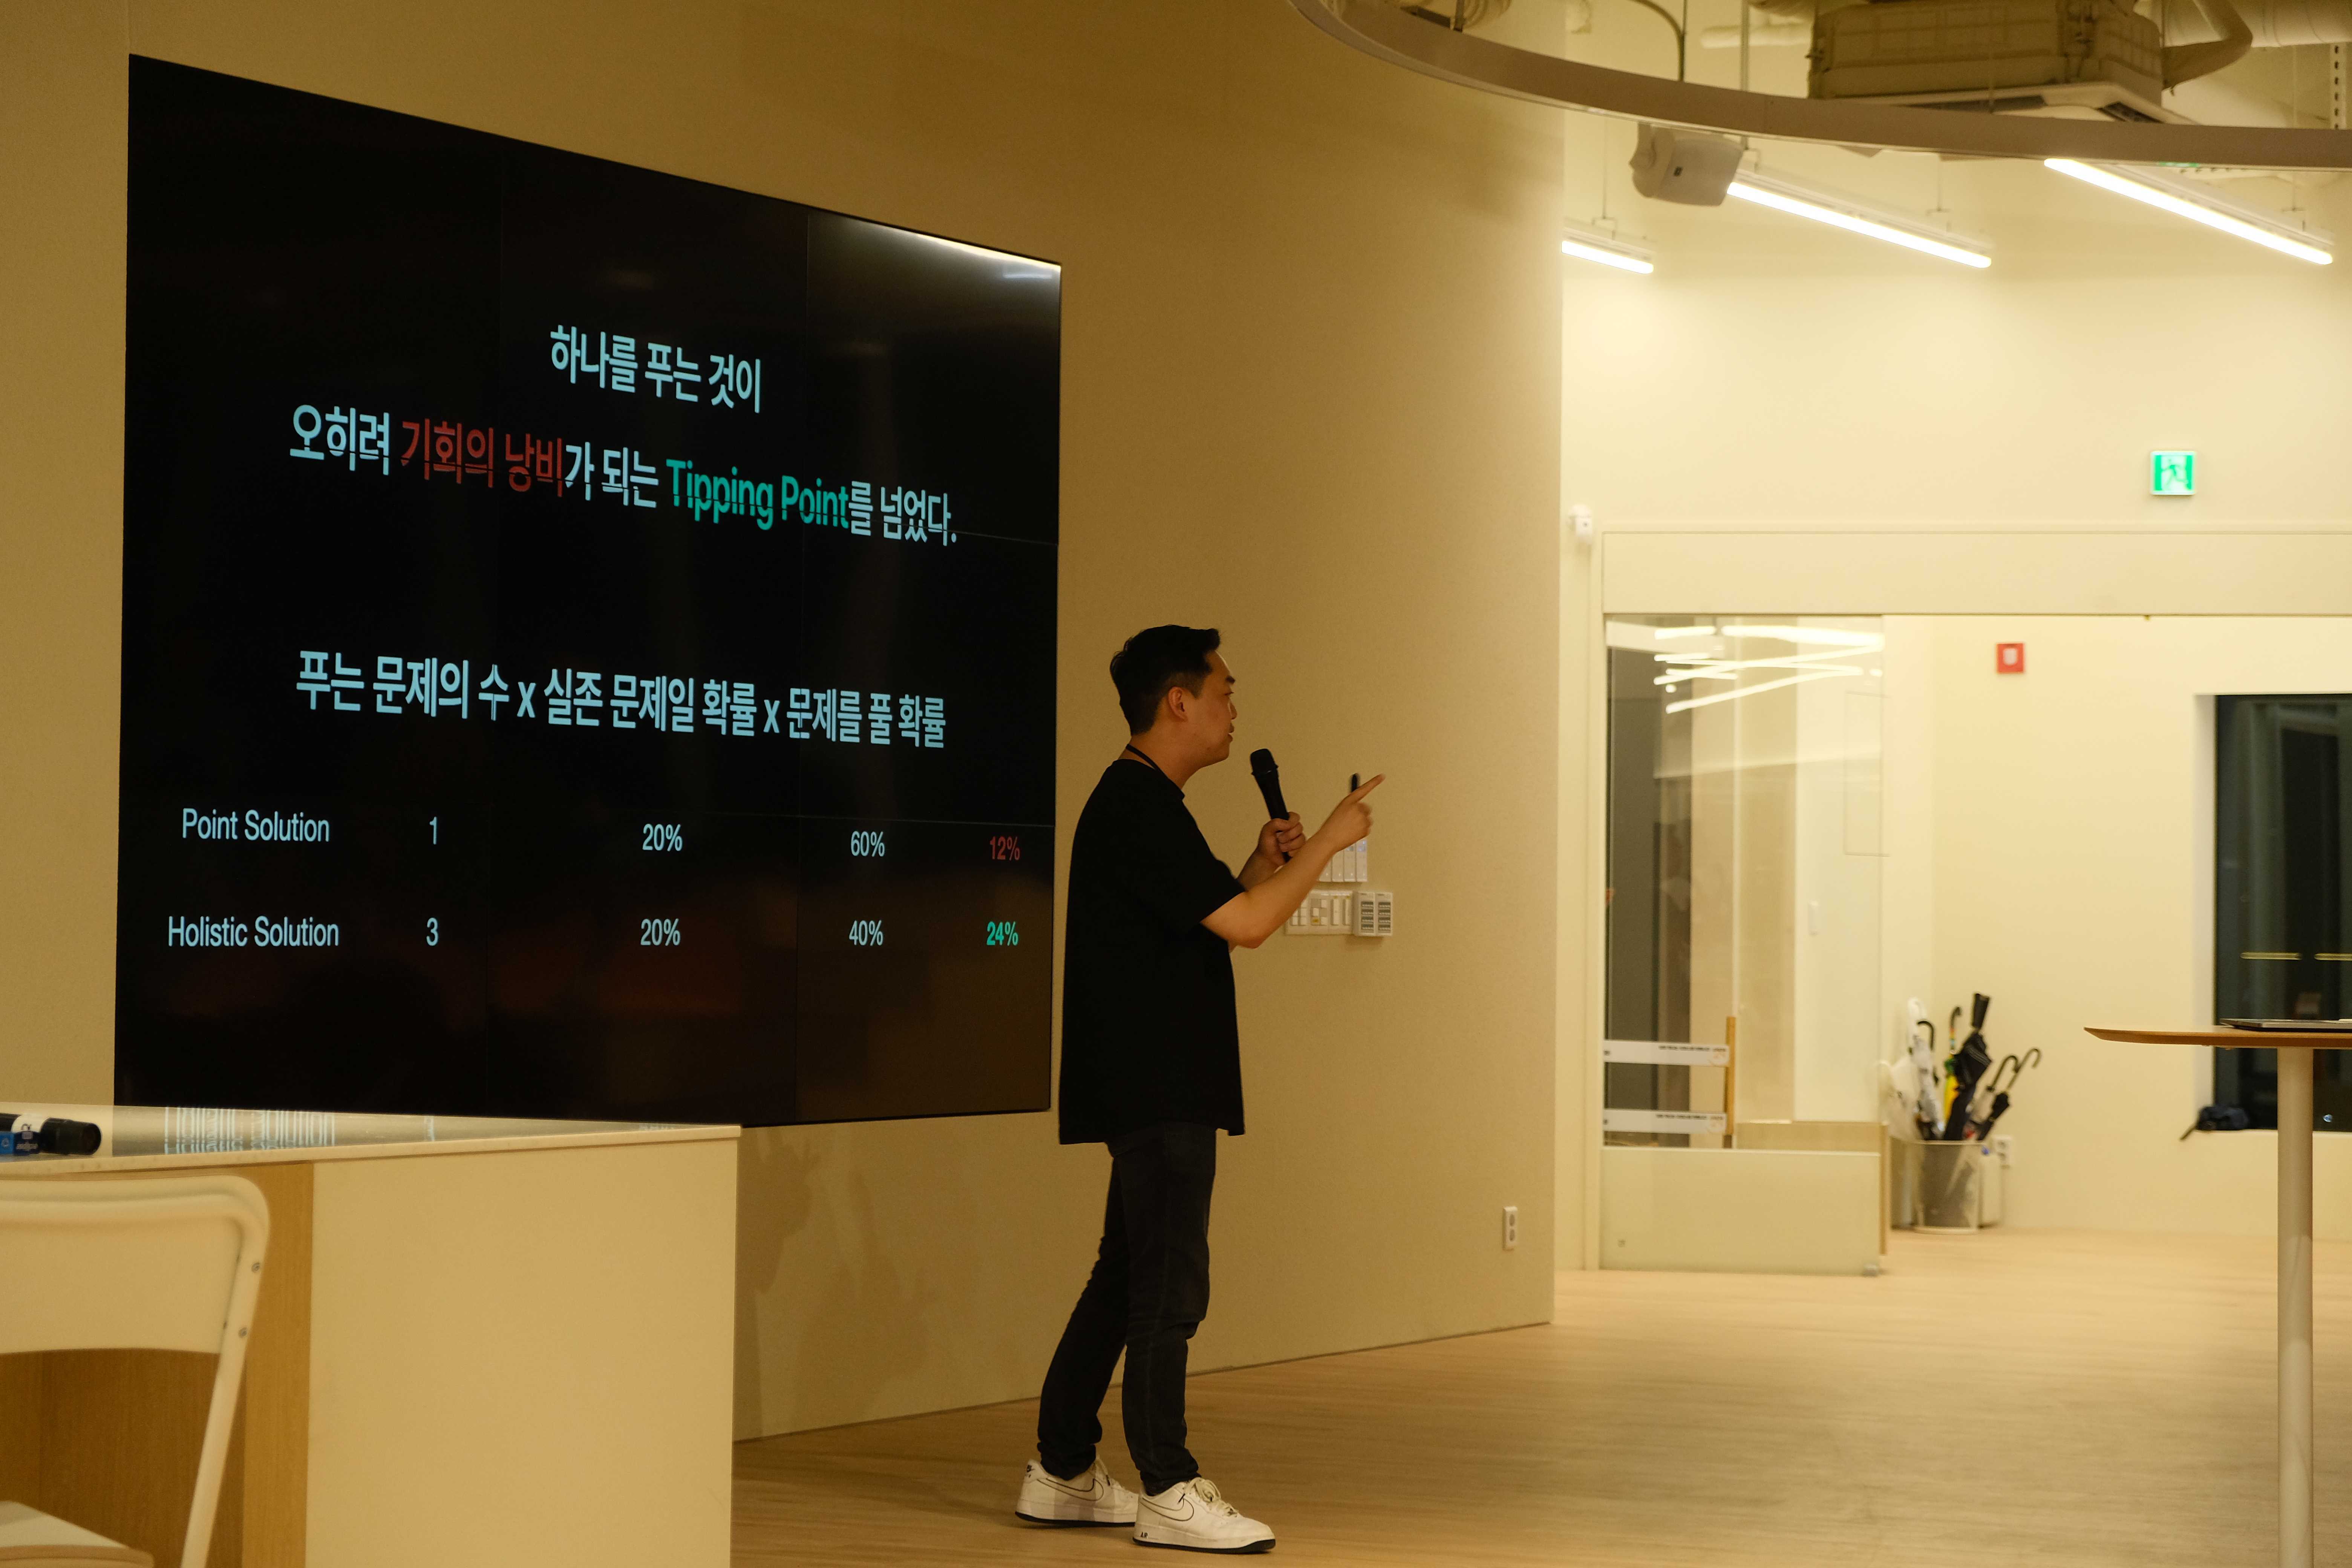 하나를 푸는 것이
오히려 기회의 낭비가 되는 Tipping Point를 넘었다.
푸는 문제의 수 x 실존 문제일 확률 x 문제를 풀 확률
Point Solution 1 20% 60% 12%
Holistic Solution 3 20% 40% 24%